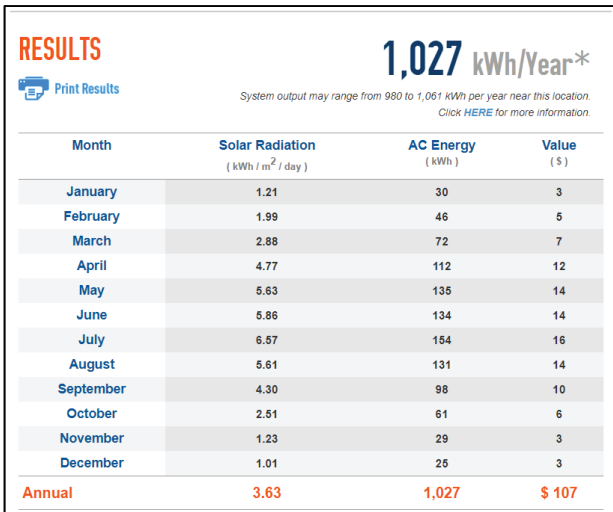 RESULTS
1,027 kWh/Year*
Print Results
System output may range from 980 to 1,061 kWh per year near this location.
Click HERE for more information.
Month Solar Radiation AC Energy Value
( kWh / m2 / day ) ( kWh ) ( $ )
January 1.21 30 3
February 1.99 46 5
March 2.88 72 7
April 4.77 112 12
May 5.63 135 14
June 5.86 134 14
July 6.57 154 16
August 5.61 131 14
September 4.30 98 10
October 2.51 61 6
November 1.23 29 3
December 1.01 25 3
Annual 3.63 1,027 $ 107